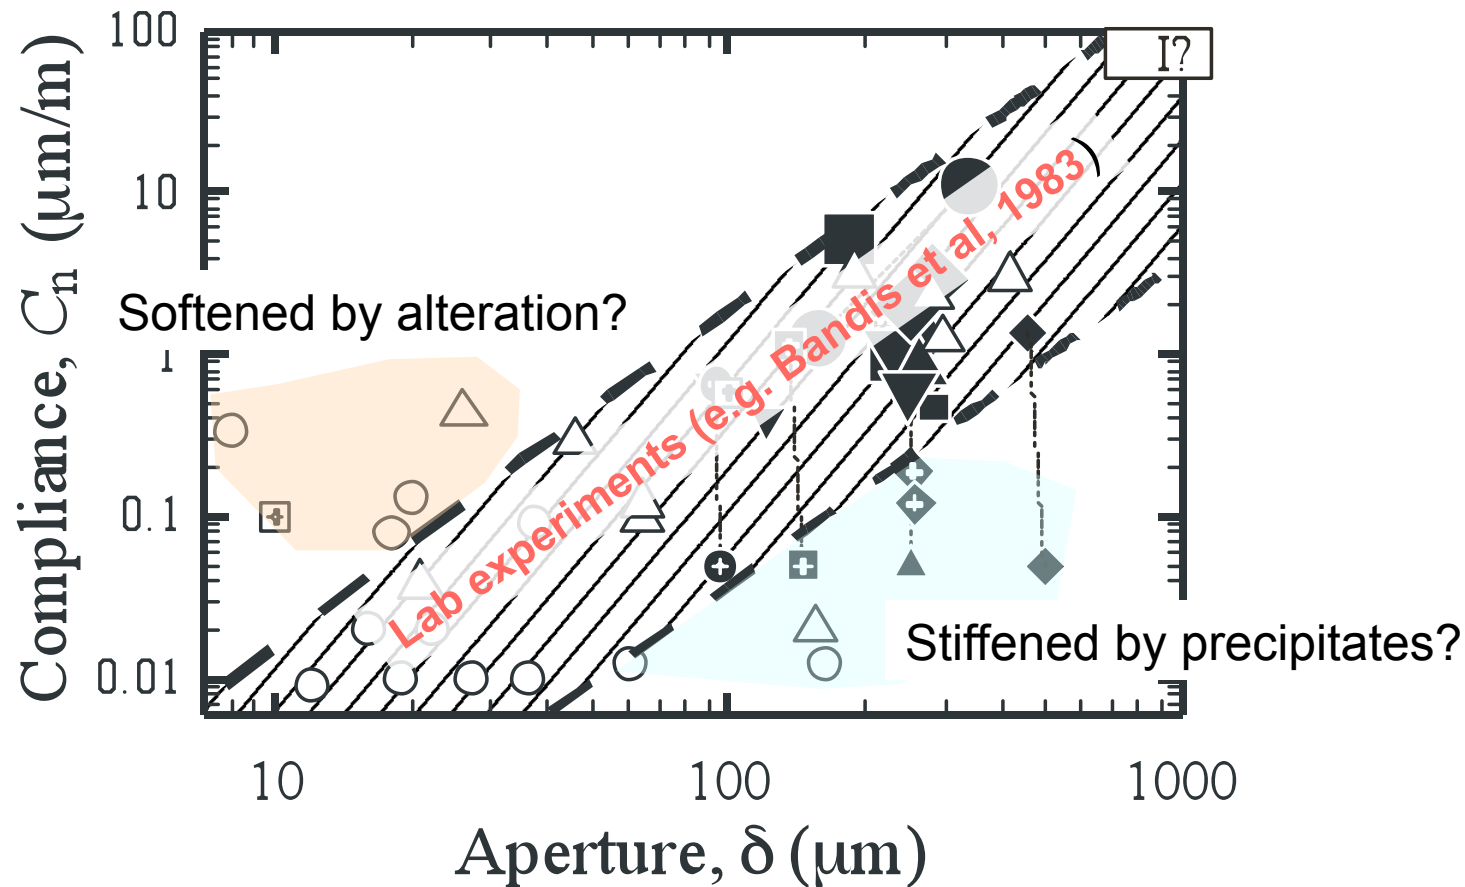 100
I?
10
1
0.1
0.01
Compliance, Cn (μm/m)
Softened by alteration?
Lab experiments (e.g. Bandis et al, 1983)
Stiffened by precipitates?
10
100
1000
Aperture, δ (μm)